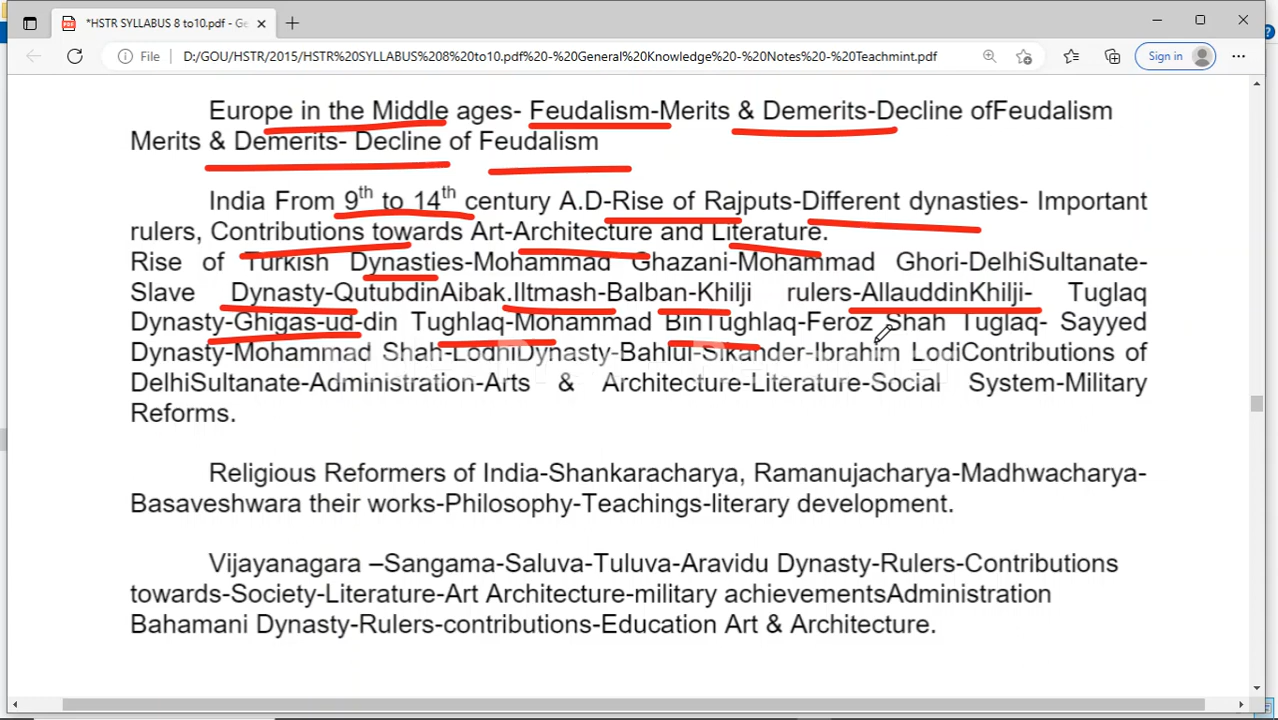 *HSTR SYLLABUS 8 to10.pdf - Ge
File D:/GOU/HSTR/2015/HSTR%20SYLLABUS%208%20to10.pdf%20-%20General%20Knowledge%20-%20Notes%20-%20Teachmint.pdf Sign in
Europe in the Middle ages- Feudalism-Merits & Demerits-Decline ofFeudalism
Merits & Demerits- Decline of Feudalism
India From 9th to 14th century A.D-Rise of Rajputs-Different dynasties- Important
rulers, Contributions towards Art-Architecture and Literature.
Rise of Turkish Dynasties-Mohammad Ghazani-Mohammad Ghori-DelhiSultanate-
Slave Dynasty-QutubdinAibak.Iltmash-Balban-Khilji rulers-AllauddinKhilji- Tuglaq
Dynasty-Ghigas-ud-din Tughlaq-Mohammad BinTughlaq-Feroz Shah Tuglaq- Sayyed
Dynasty-Mohammad Shah-LodhiDynasty-Bahlul-Sikander-Ibrahim LodiContributions of
DelhiSultanate-Administration-Arts & Architecture-Literature-Social System-Military
Reforms.
Religious Reformers of India-Shankaracharya, Ramanujacharya-Madhwacharya-
Basaveshwara their works-Philosophy-Teachings-literary development.
Vijayanagara –Sangama-Saluva-Tuluva-Aravidu Dynasty-Rulers-Contributions
towards-Society-Literature-Art Architecture-military achievementsAdministration
Bahamani Dynasty-Rulers-contributions-Education Art & Architecture.